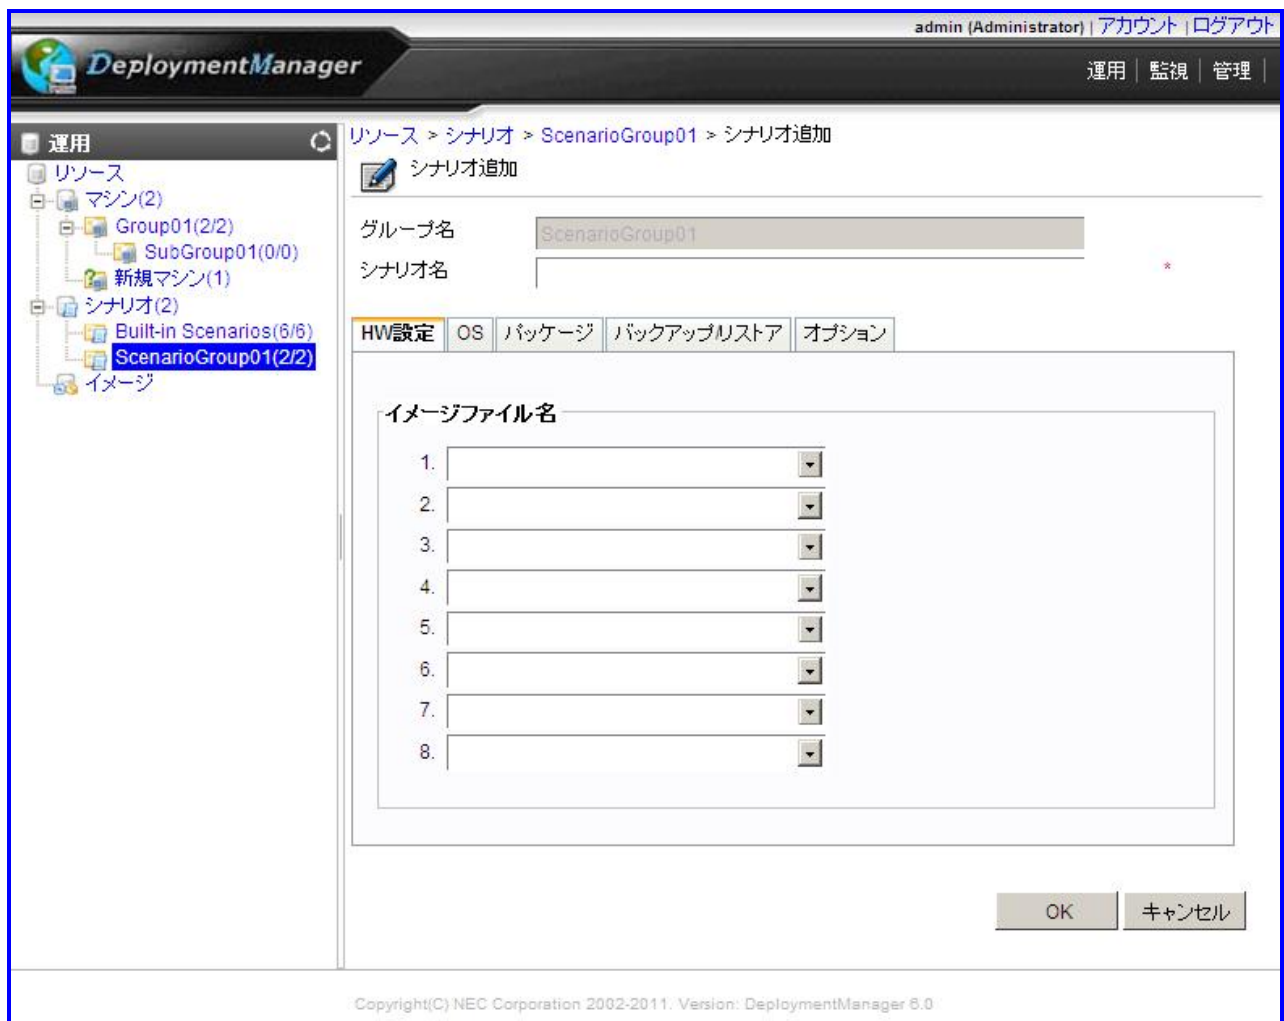 admin (Administrator) | アカウント | ログアウト
DeploymentManager
運用 | 監視 | 管理 |
運用
リソース
マシン(2)
Group01(2/2)
SubGroup01(0/0)
新規マシン(1)
シナリオ(2)
Built-in Scenarios(6/6)
ScenarioGroup01(2/2)
イメージ
リソース > シナリオ > ScenarioGroup01 > シナリオ追加
シナリオ追加
グループ名 ScenarioGroup01
シナリオ名 *
HW設定 OS パッケージ バックアップ/リストア オプション
イメージファイル名
1.
2.
3.
4.
5.
6.
7.
8.
OK キャンセル
Copyright(C) NEC Corporation 2002-2011. Version: DeploymentManager 6.0